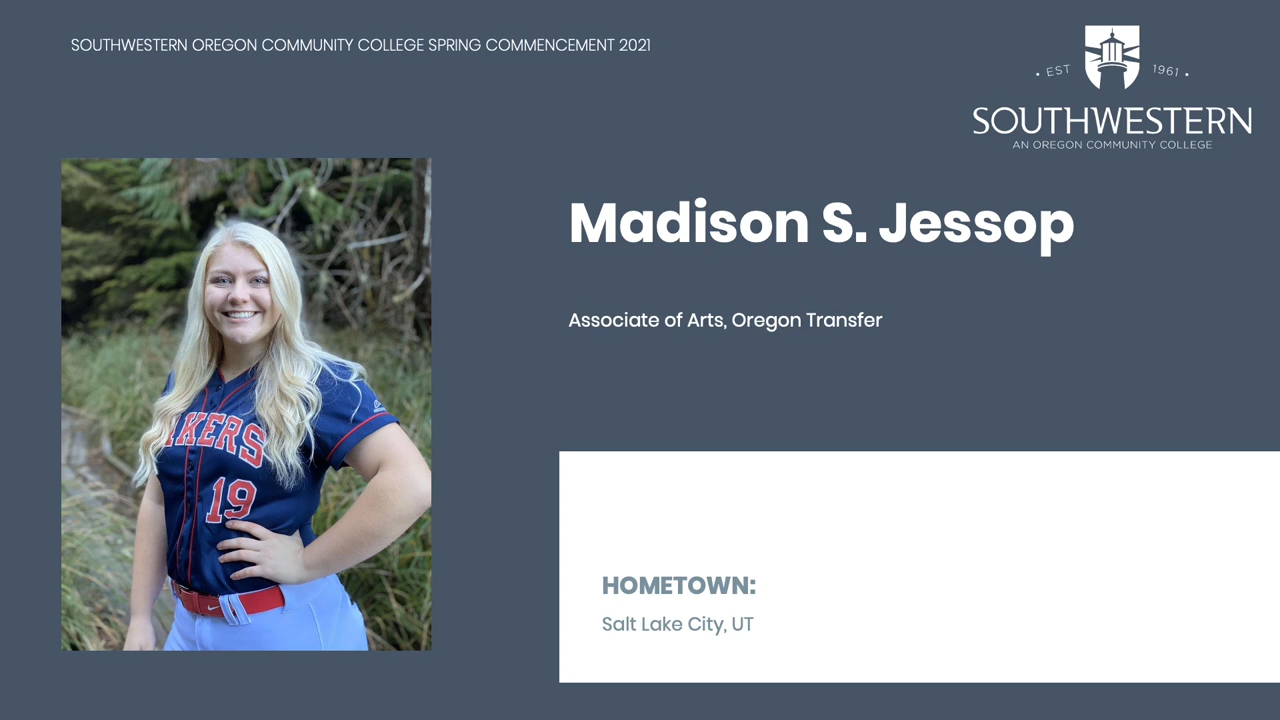 SOUTHWESTERN OREGON COMMUNITY COLLEGE SPRING COMMENCEMENT 2021
• EST 1961 •
SOUTHWESTERN
AN OREGON COMMUNITY COLLEGE
Madison S. Jessop
Associate of Arts, Oregon Transfer
KERS
19
HOMETOWN:
Salt Lake City, UT